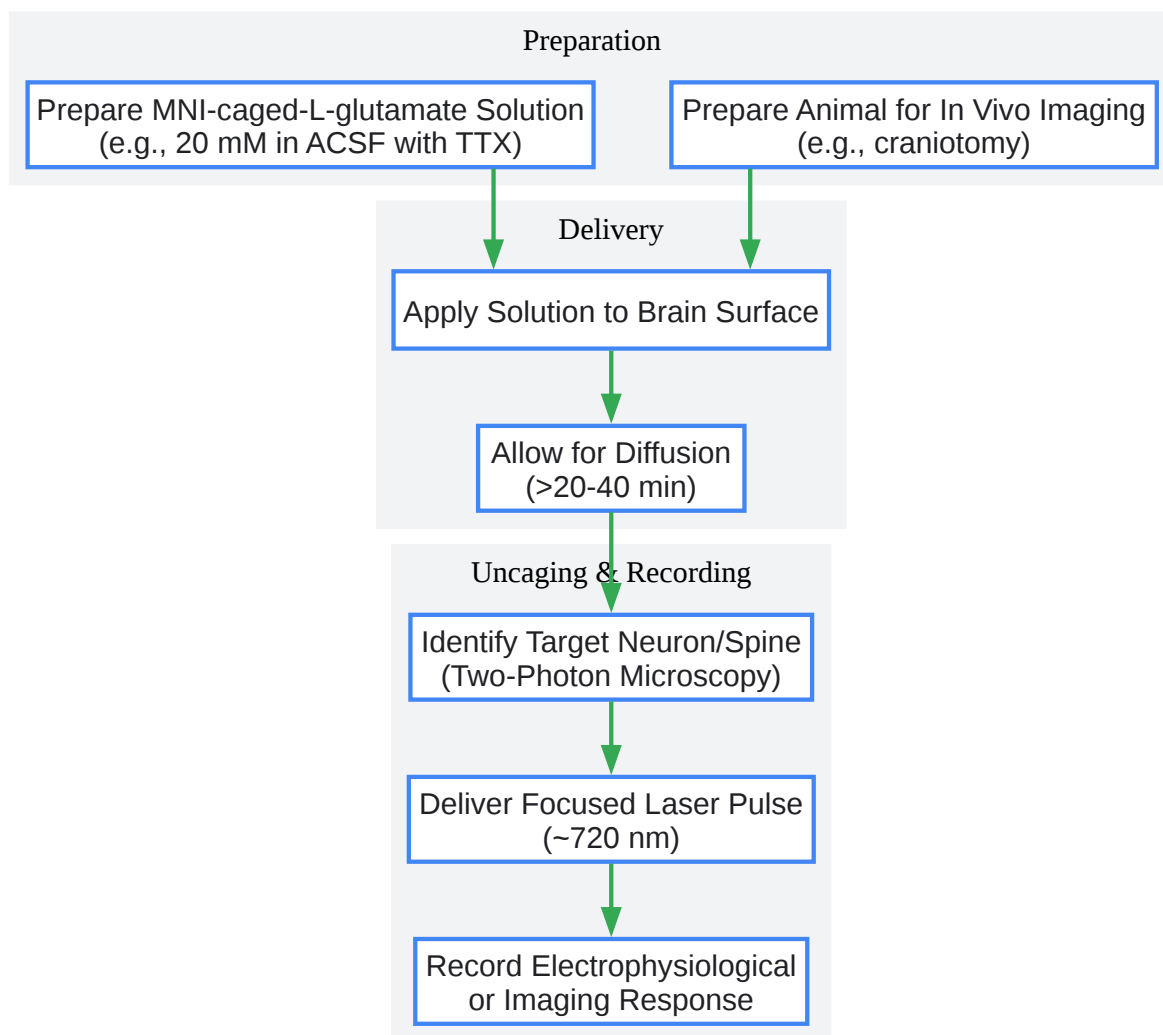 Preparation
Prepare MNI-caged-L-glutamate Solution
(e.g., 20 mM in ACSF with TTX)
Prepare Animal for In Vivo Imaging
(e.g., craniotomy)
Delivery
Apply Solution to Brain Surface
Allow for Diffusion
(>20-40 min)
Uncaging & Recording
Identify Target Neuron/Spine
(Two-Photon Microscopy)
Deliver Focused Laser Pulse
(~720 nm)
Record Electrophysiological
or Imaging Response